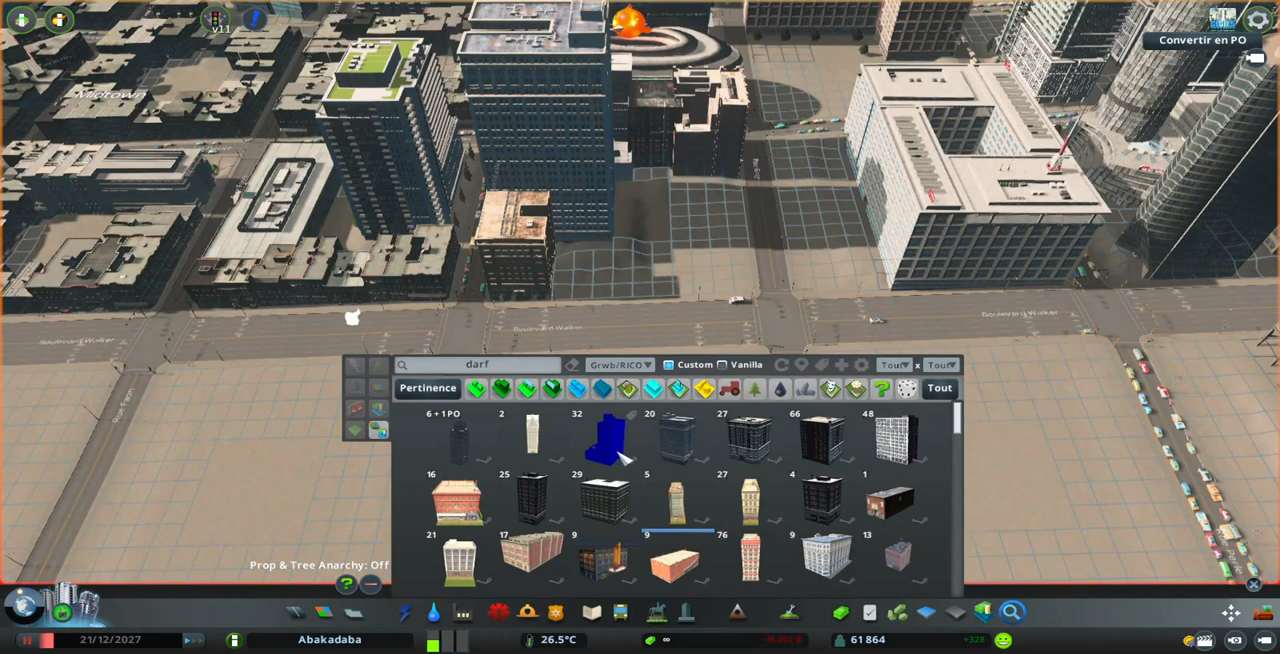 v11
Convertir en PO
Midtown
Boulevard Walker
Boulevard Walker
Boulevard Walker
darf
Grwb/RICO
Custom
Vanilla
Tout
x
Tout
Pertinence
Tout
6 + 1 PO
2
32
20
27
66
48
16
25
29
5
27
4
1
21
17
9
9
76
9
13
Prop & Tree Anarchy: Off
21/12/2027
Abakadaba
26.5°C
∞
61 864
+328